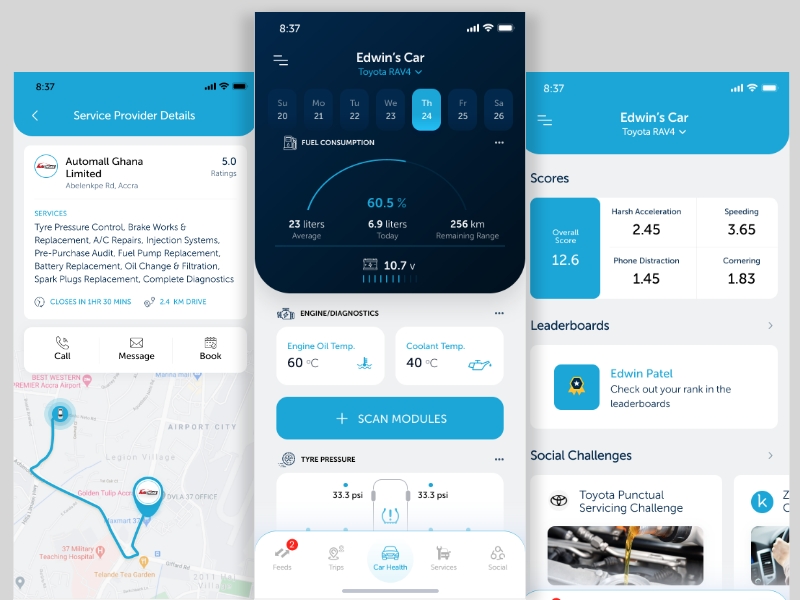 8:37
Service Provider Details
Automall Ghana
Limited
Abelenkpe Rd, Accra
5.0
Ratings
SERVICES
Tyre Pressure Control, Brake Works &
Replacement, A/C Repairs, Injection Systems,
Pre-Purchase Audit, Fuel Pump Replacement,
Battery Replacement, Oil Change & Filtration,
Spark Plugs Replacement, Complete Diagnostics
CLOSES IN 1HR 30 MINS
2.4 KM DRIVE
Call
Message
Book
BEST WESTERN
PREMIER Accra Airport
Marina mall
AIRPORT CITY
Legion Village
Golden Tulip Accra
DVLA 37 OFFICE
Maxmart 37
37 Military
Teaching Hospital
Telande Tea Garden
Giffard Rd
Village
8:37
Edwin's Car
Toyota RAV4
Su
20
Mo
21
Tu
22
We
23
Th
24
Fr
25
Sa
26
FUEL CONSUMPTION
60.5 %
23 liters
Average
6.9 liters
Today
256 km
Remaining Range
10.7 v
ENGINE/DIAGNOSTICS
Engine Oil Temp.
60 °C
Coolant Temp.
40 °C
+ SCAN MODULES
TYRE PRESSURE
33.3 psi
33.3 psi
2
Feeds
Trips
Car Health
Services
Social
8:37
Edwin's Car
Toyota RAV4
Scores
Overall
Score
12.6
Harsh Acceleration
2.45
Speeding
3.65
Phone Distraction
1.45
Cornering
1.83
Leaderboards
Edwin Patel
Check out your rank in the
leaderboards
Social Challenges
Toyota Punctual
Servicing Challenge
k
Z
C